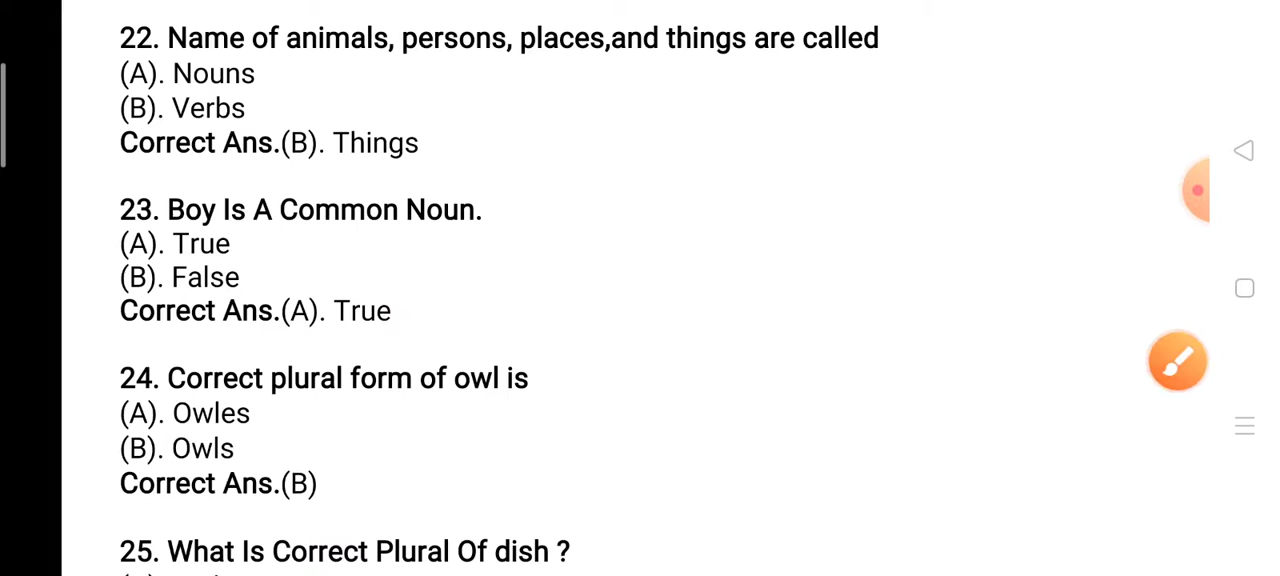 22. Name of animals, persons, places,and things are called
(A). Nouns
(B). Verbs
Correct Ans.(B). Things
23. Boy Is A Common Noun.
(A). True
(B). False
Correct Ans.(A). True
24. Correct plural form of owl is
(A). Owles
(B). Owls
Correct Ans.(B)
25. What Is Correct Plural Of dish ?